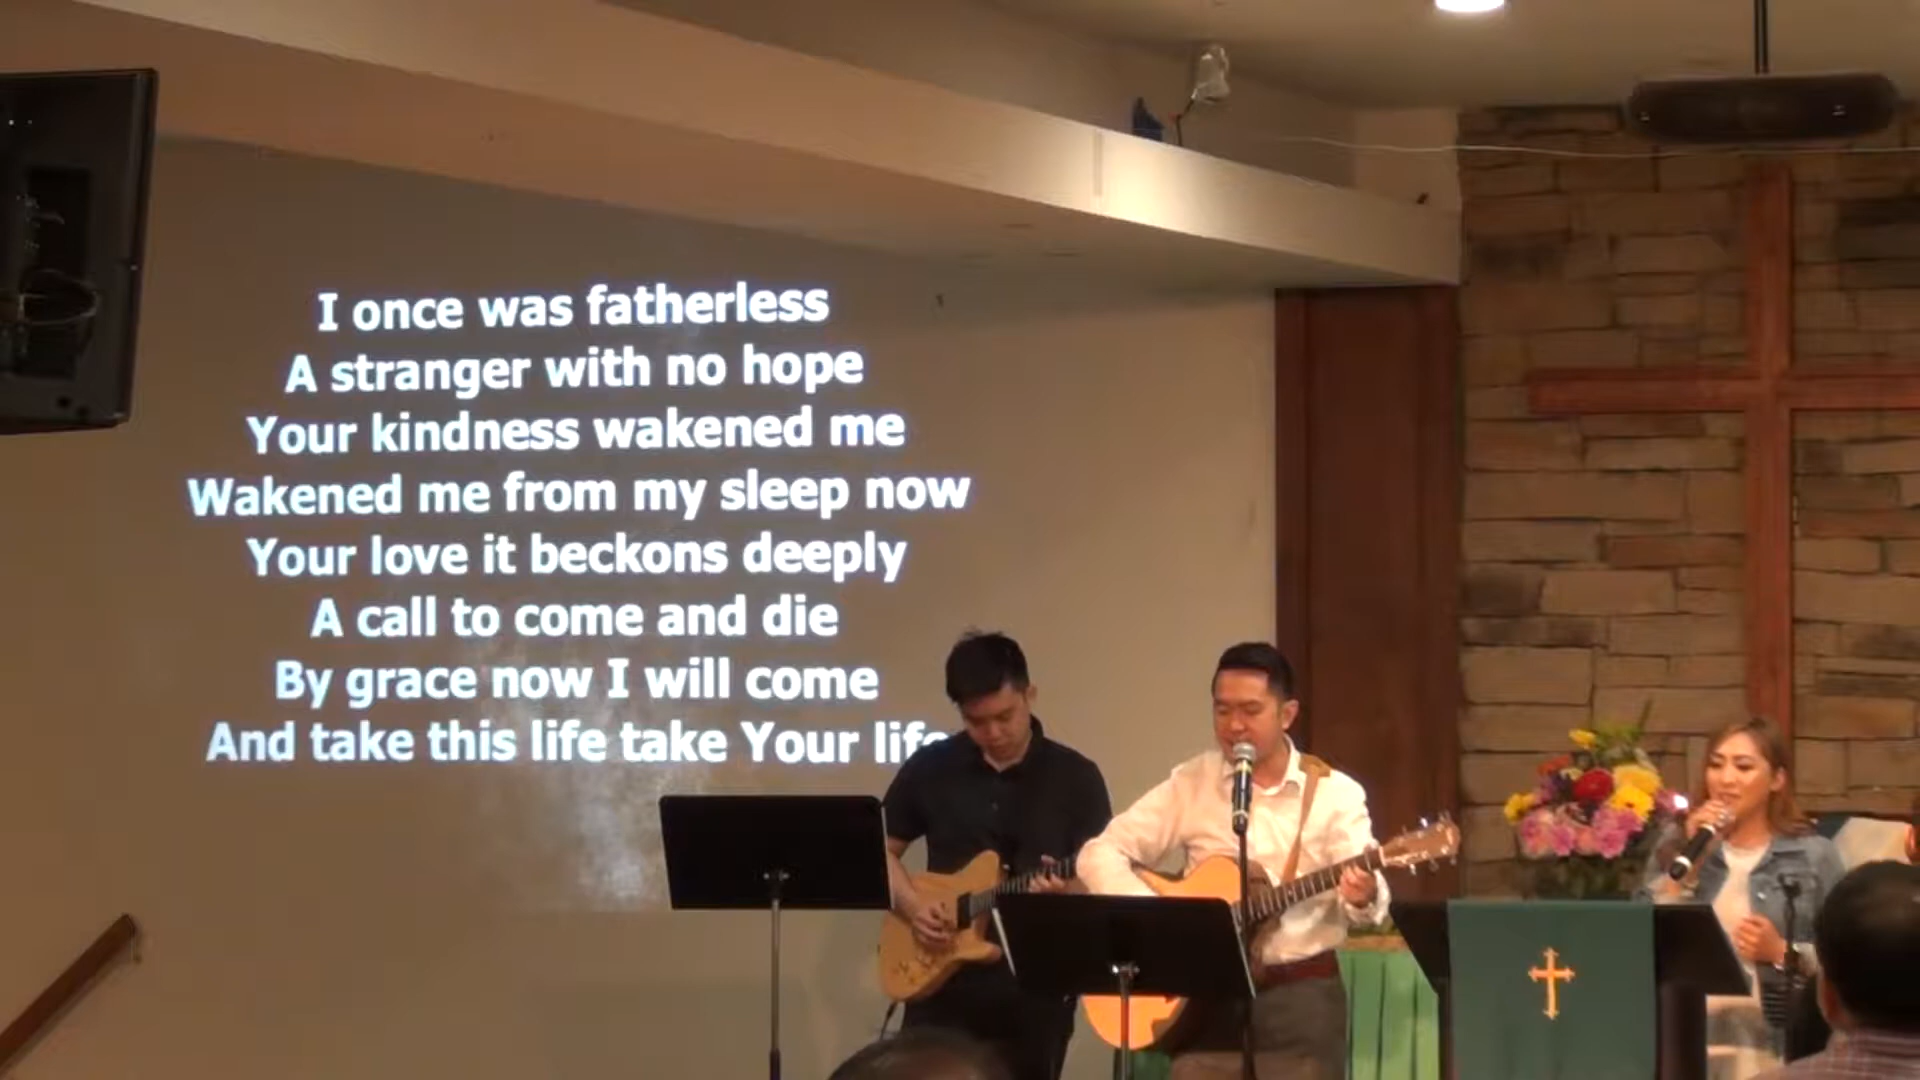 I once was fatherless
A stranger with no hope
Your kindness wakened me
Wakened me from my sleep now
Your love it beckons deeply
A call to come and die
By grace now I will come
And take this life take Your life